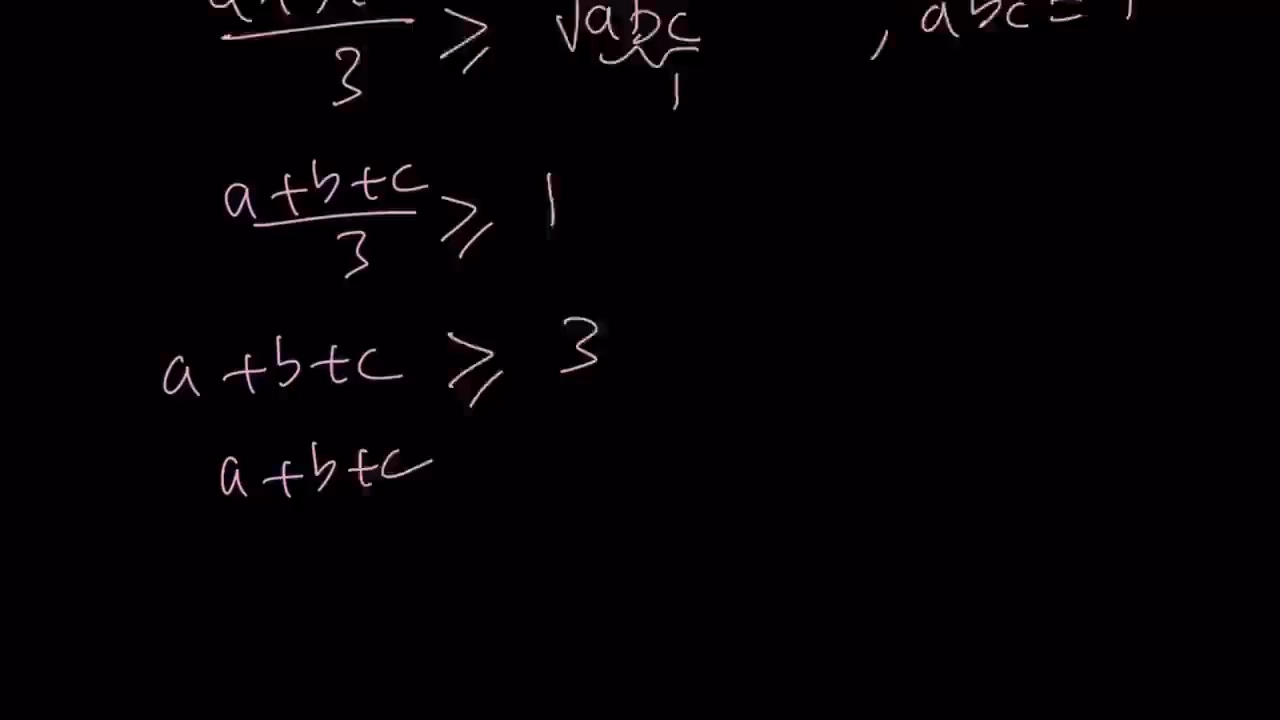 3 ≥ √abc , abc =
1
a+b+c / 3 ≥ 1
a+b+c ≥ 3
a+b+c